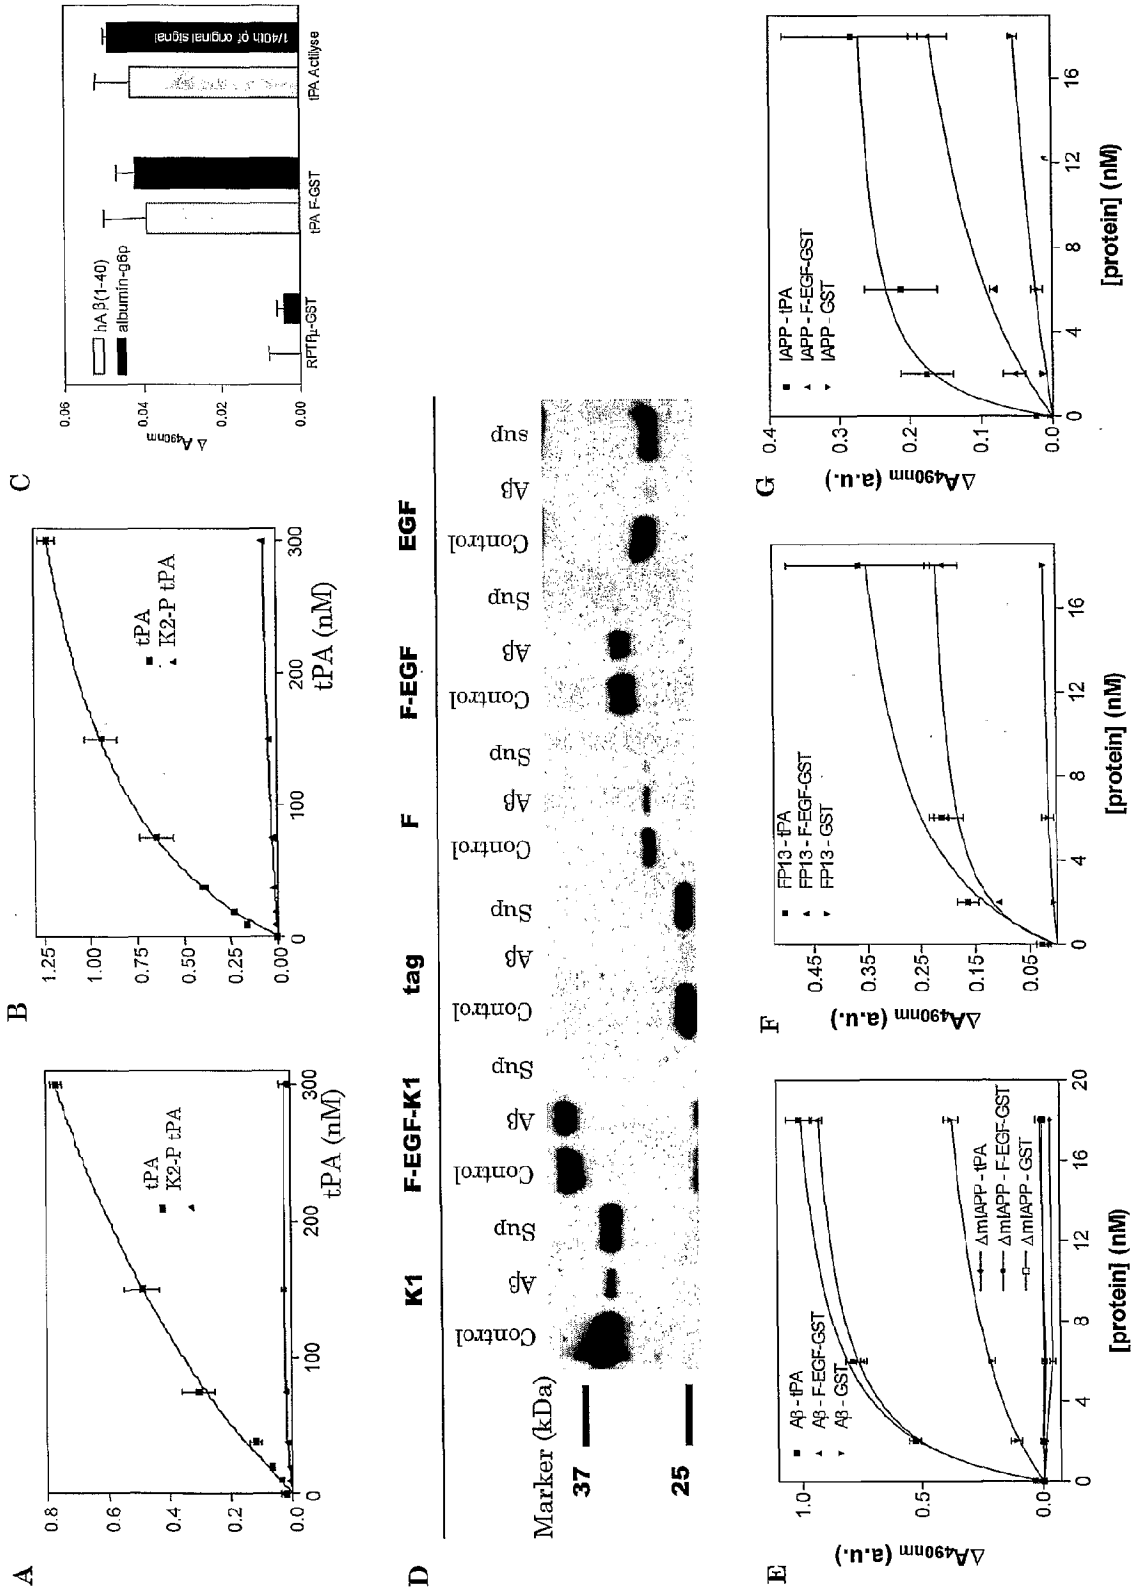 A
0.8
0.6
0.4
0.2
0
0
100
200
300
tPA (nM)
tPA
K2-P tPA
B
1.25
1.00
0.75
0.50
0.25
0.00
0
100
200
300
tPA (nM)
tPA
K2-P tPA
C
0.06
0.04
0.02
0.00
Δ A490nm
hA β(1-40)
albumin-g6p
RPTPμ-GST
tPA F-GST
tPA Actilyse
1/40th of original signal
D
K1 F-EGF-K1 tag F F-EGF EGF
Marker (kDa)
Control Aβ Sup Control Aβ Sup Control Aβ Sup Control Aβ Sup Control Aβ Sup Control Aβ sup
37
25
E
1.0
0.5
0.0
ΔA490nm (a.u.)
Aβ - tPA
Aβ - F-EGF-GST
Aβ - GST
ΔmIAPP - tPA
ΔmIAPP - F-EGF-GST
ΔmIAPP - GST
0 4 8 12 16 20
[protein] (nM)
F
0.45
0.35
0.25
0.15
0.05
ΔA490nm (a.u.)
FP13 - tPA
FP13 - F-EGF-GST
FP13 - GST
0 4 8 12 16
[protein] (nM)
G
0.4
0.3
0.2
0.1
0.0
ΔA490nm (a.u.)
IAPP - tPA
IAPP - F-EGF-GST
IAPP - GST
0 4 8 12 16
[protein] (nM)